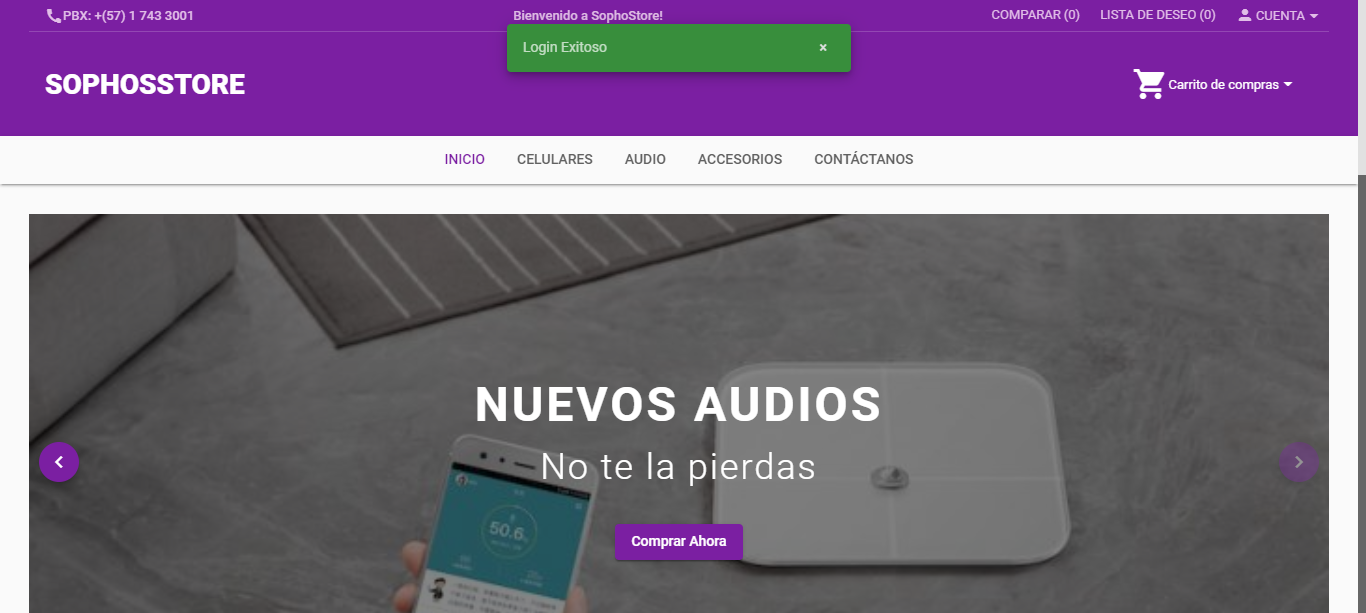 PBX: +(57) 1 743 3001
Bienvenido a SophoStore!
COMPARAR (0)
LISTA DE DESEO (0)
CUENTA
Login Exitoso
×
SOPHOSSTORE
Carrito de compras
INICIO
CELULARES
AUDIO
ACCESORIOS
CONTÁCTANOS
NUEVOS AUDIOS
No te la pierdas
50.6
Comprar Ahora